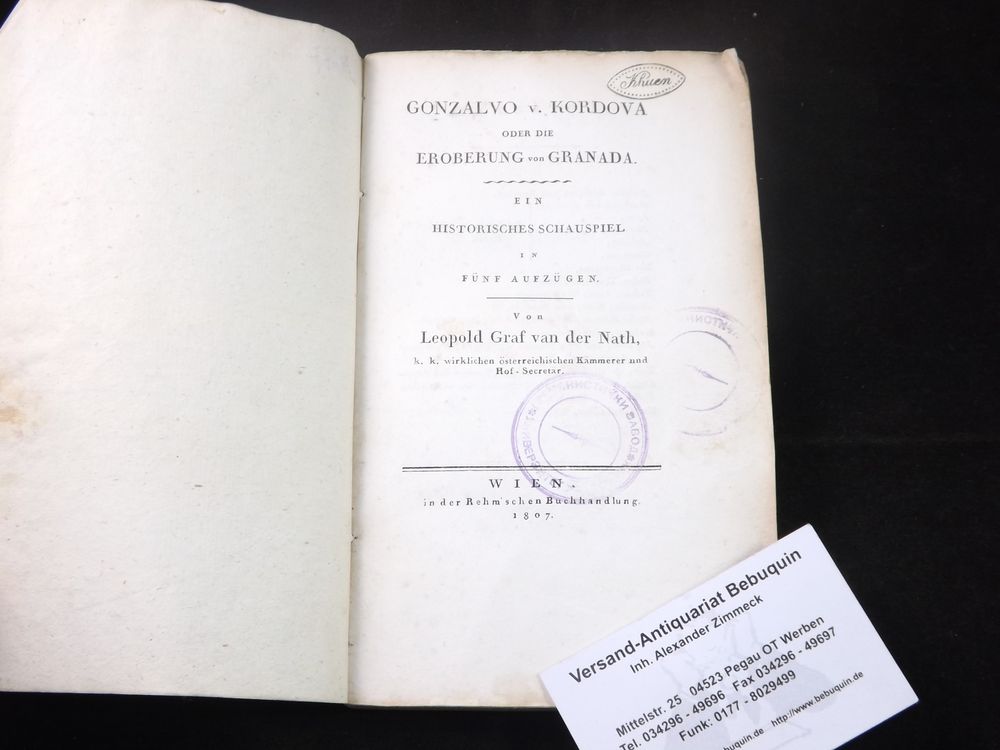 Khuen
GONZALVO v. KORDOVA
ODER DIE
EROBERUNG von GRANADA.
EIN
HISTORISCHES SCHAUSPIEL
IN
FÜNF AUFZÜGEN.
Von
Leopold Graf van der Nath,
k. k. wirklichen österreichischen Kammerer und
Hof-Secretar.
WIEN.
in der Rehm'schen Buchhandlung.
1807.
Versand-Antiquariat Bebuquin
Inh. Alexander Zimmeck
Mittelstr. 25 04523 Pegau OT Werben
Tel. 034296 - 49696 - Fax 034296 - 49697
Funk: 0177 - 8029499
http://www.bebuquin.de